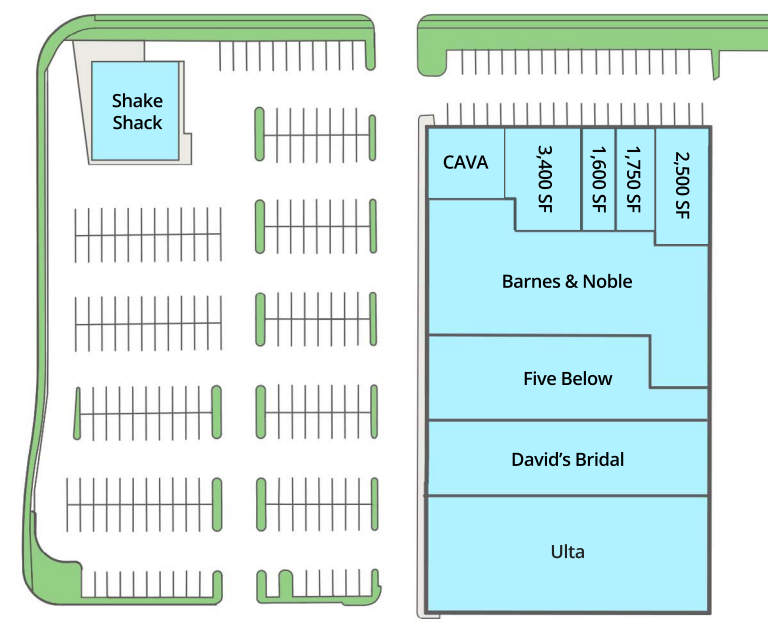 Shake
Shack
CAVA
3,400 SF
1,600 SF
1,750 SF
2,500 SF
Barnes & Noble
Five Below
David’s Bridal
Ulta